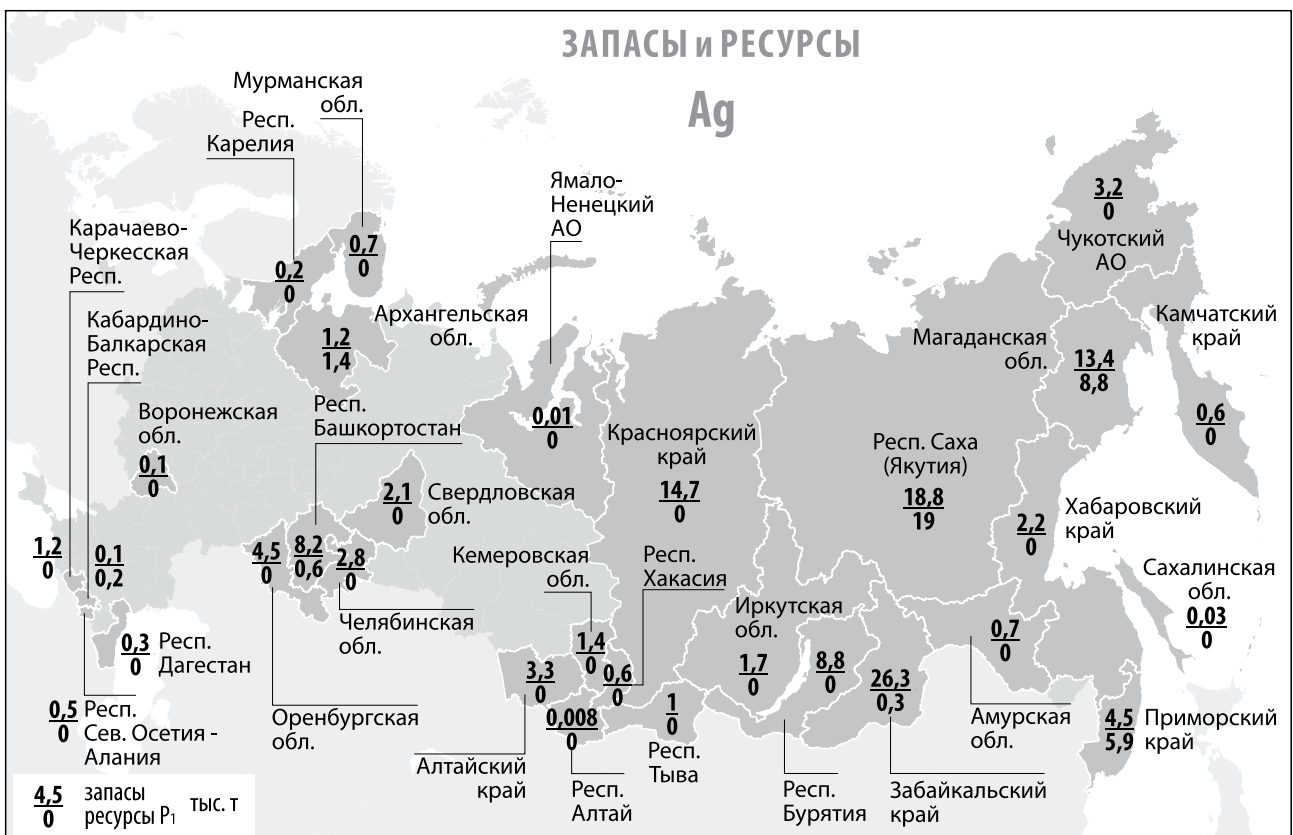 ЗАПАСЫ и РЕСУРСЫ
Ag
Мурманская
обл.
0,7
0
Респ.
Карелия
0,2
0
Ямало-
Ненецкий
АО
0,01
0
3,2
0
Чукотский
АО
Карачаево-
Черкесская
Респ.
1,2
0
Кабардино-
Балкарская
Респ.
0,1
0,2
Архангельская
обл.
1,2
1,4
Магаданская
обл.
13,4
8,8
Камчатский
край
0,6
0
Воронежская
обл.
0,1
0
Респ.
Башкортостан
8,2
0,6
Красноярский
край
14,7
0
Респ. Саха
(Якутия)
18,8
19
2,1
0
Свердловская
обл.
Хабаровский
край
2,2
0
4,5
0
2,8
0
Кемеровская
обл.
1,4
0
Респ.
Хакасия
0,6
0
Сахалинская
обл.
0,03
0
Иркутская
обл.
1,7
0
8,8
0
26,3
0,3
0,7
0
Челябинская
обл.
0,3
0
Респ.
Дагестан
3,3
0
0,008
0
1
0
Респ.
Тыва
0,5
0
Респ.
Сев. Осетия -
Алания
Оренбургская
обл.
Амурская
обл.
4,5
5,9
Приморский
край
Алтайский
край
Респ.
Алтай
Респ.
Бурятия
Забайкальский
край
4,5
0
запасы
ресурсы P₁
тыс. т